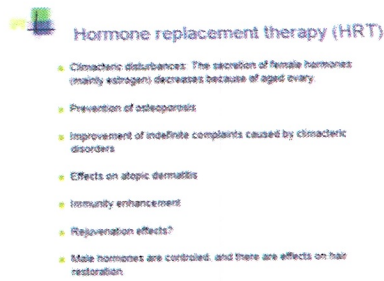 Hormone replacement therapy (HRT)
Climacteric disturbances: The secretion of female hormones
(mainly estrogen) decreases because of aged ovary.
Prevention of osteoporosis
Improvement of indefinite complaints caused by climacteric
disorders
Effects on atopic dermatitis
Immunity enhancement
Rejuvenation effects?
Male hormones are controled, and there are effects on hair
restoration.